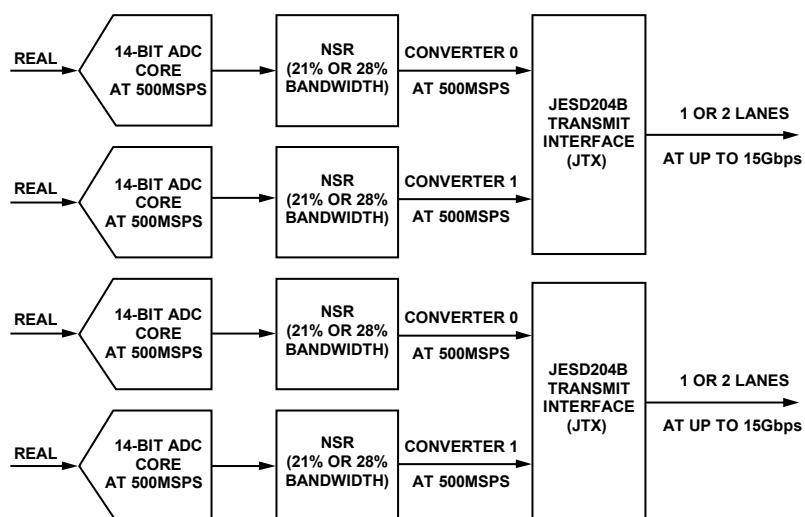 REAL
14-BIT ADC
CORE
AT 500MSPS
NSR
(21% OR 28%
BANDWIDTH)
CONVERTER 0
AT 500MSPS
REAL
14-BIT ADC
CORE
AT 500MSPS
NSR
(21% OR 28%
BANDWIDTH)
CONVERTER 1
AT 500MSPS
JESD204B
TRANSMIT
INTERFACE
(JTX)
1 OR 2 LANES
AT UP TO 15Gbps
REAL
14-BIT ADC
CORE
AT 500MSPS
NSR
(21% OR 28%
BANDWIDTH)
CONVERTER 0
AT 500MSPS
REAL
14-BIT ADC
CORE
AT 500MSPS
NSR
(21% OR 28%
BANDWIDTH)
CONVERTER 1
AT 500MSPS
JESD204B
TRANSMIT
INTERFACE
(JTX)
1 OR 2 LANES
AT UP TO 15Gbps